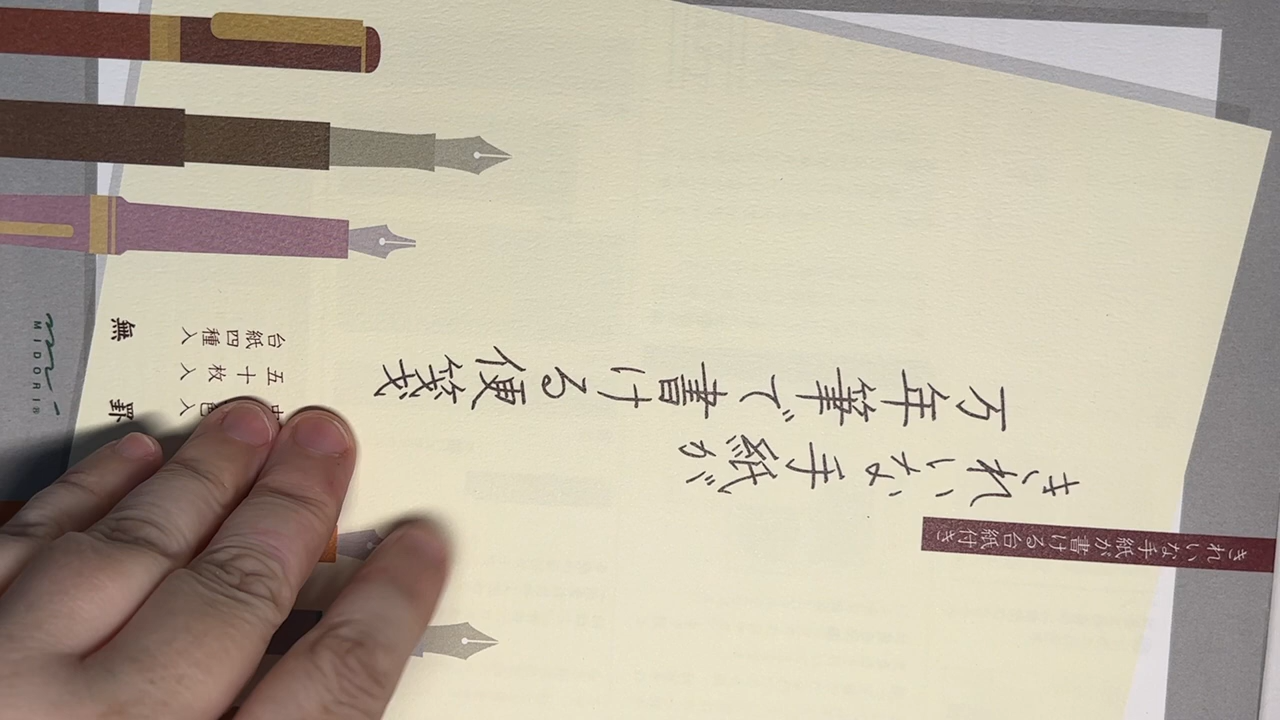 きれいな手紙が書ける台紙付き
きれいな手紙が
万年筆で書ける便箋
五十枚入
台紙四種入
無罫
MIDORI®